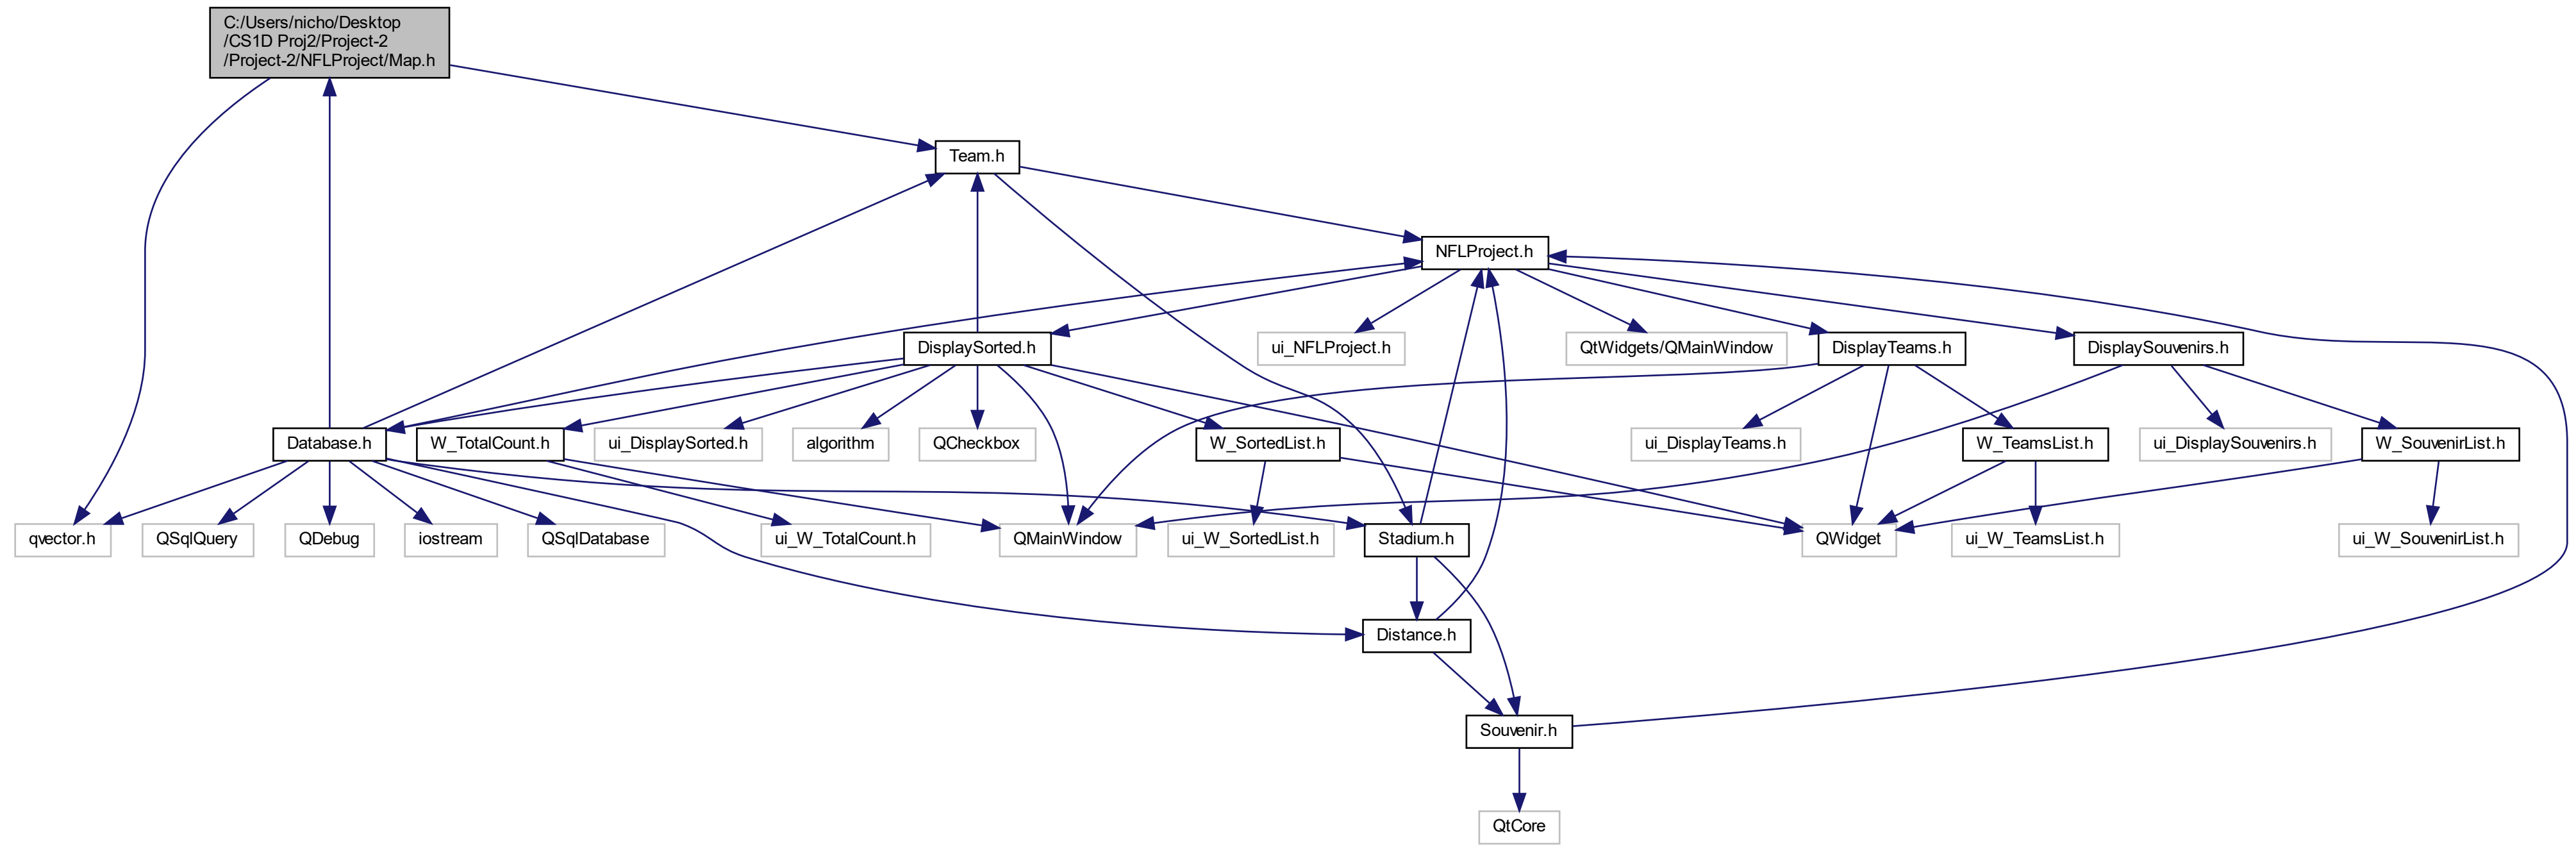 C:/Users/nicho/Desktop
/CS1D Proj2/Project-2
/Project-2/NFLProject/Map.h
Team.h
NFLProject.h
DisplaySorted.h
ui_NFLProject.h
QtWidgets/QMainWindow
DisplayTeams.h
DisplaySouvenirs.h
Database.h
W_TotalCount.h
ui_DisplaySorted.h
algorithm
QCheckbox
W_SortedList.h
ui_DisplayTeams.h
W_TeamsList.h
ui_DisplaySouvenirs.h
W_SouvenirList.h
qvector.h
QSqlQuery
QDebug
iostream
QSqlDatabase
ui_W_TotalCount.h
QMainWindow
ui_W_SortedList.h
Stadium.h
QWidget
ui_W_TeamsList.h
ui_W_SouvenirList.h
Distance.h
Souvenir.h
QtCore